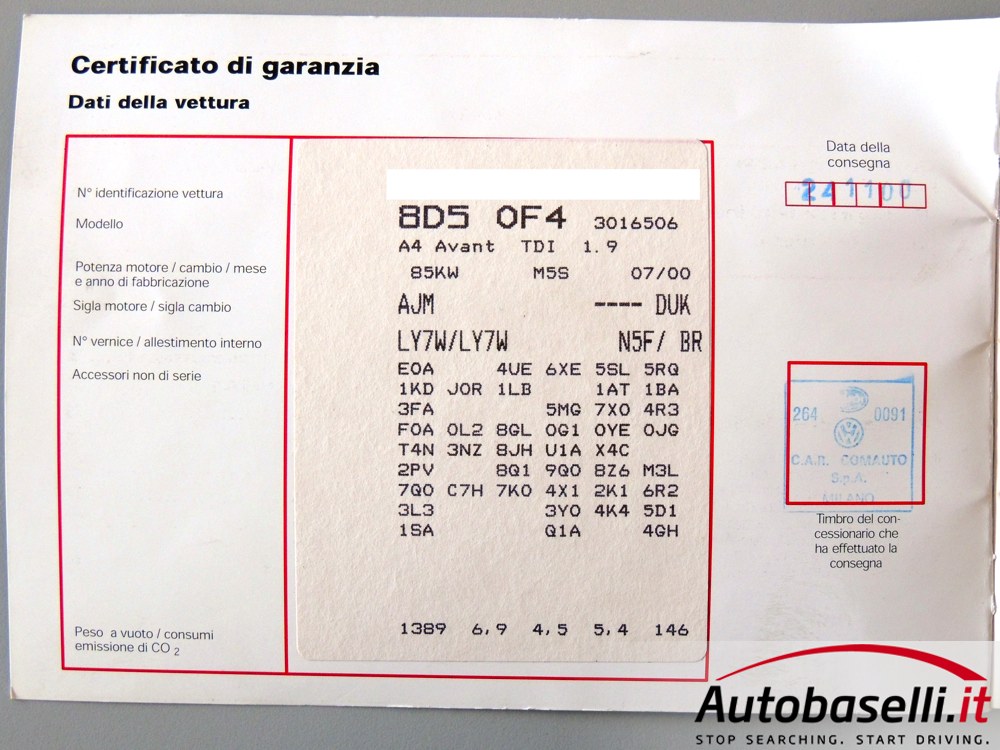 Certificato di garanzia
Dati della vettura
N° identificazione vettura
Modello
8D5 0F4 3016506
A4 Avant TDI 1.9
Potenza motore / cambio / mese
e anno di fabbricazione
85KW M5S 07/00
Sigla motore / sigla cambio
AJM ---- DUK
N° vernice / allestimento interno
LY7W/LY7W N5F/ BR
Accessori non di serie
E0A 4UE 6XE 5SL 5RQ
1KD J0R 1LB 1AT 1BA
3FA 5MG 7X0 4R3
F0A 0L2 8GL 0G1 0YE 0JG
T4N 3NZ 8JH U1A X4C
2PV 8Q1 9Q0 8Z6 M3L
7Q0 C7H 7K0 4X1 2K1 6R2
3L3 3Y0 4K4 5D1
1SA Q1A 4GH
Peso a vuoto / consumi
emissione di CO2
1389 6,9 4,5 5,4 146
Data della
consegna
241100
264 0091
C.A.R. COMAUTO
S.p.A.
MILANO
Timbro del con-
cessionario che
ha effettuato la
consegna
Autobaselli.it
STOP SEARCHING. START DRIVING.